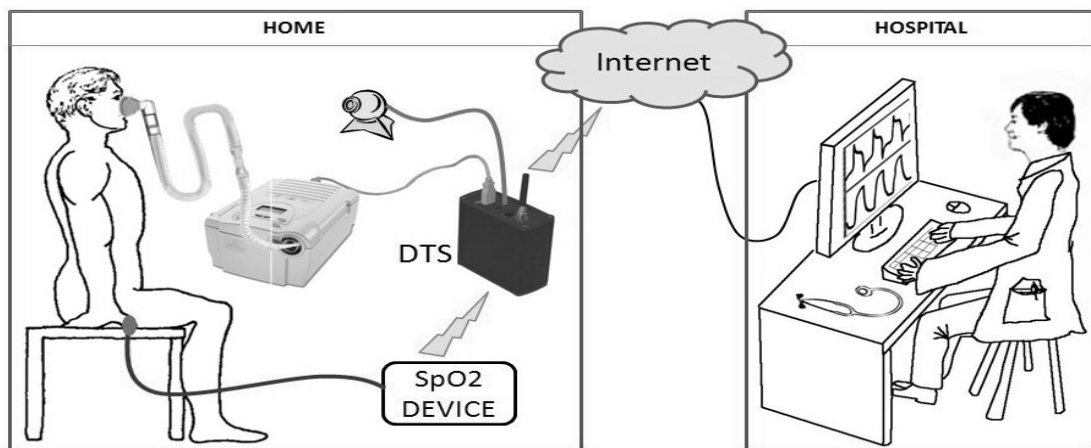 HOME
HOSPITAL
Internet
DTS
SpO2
DEVICE